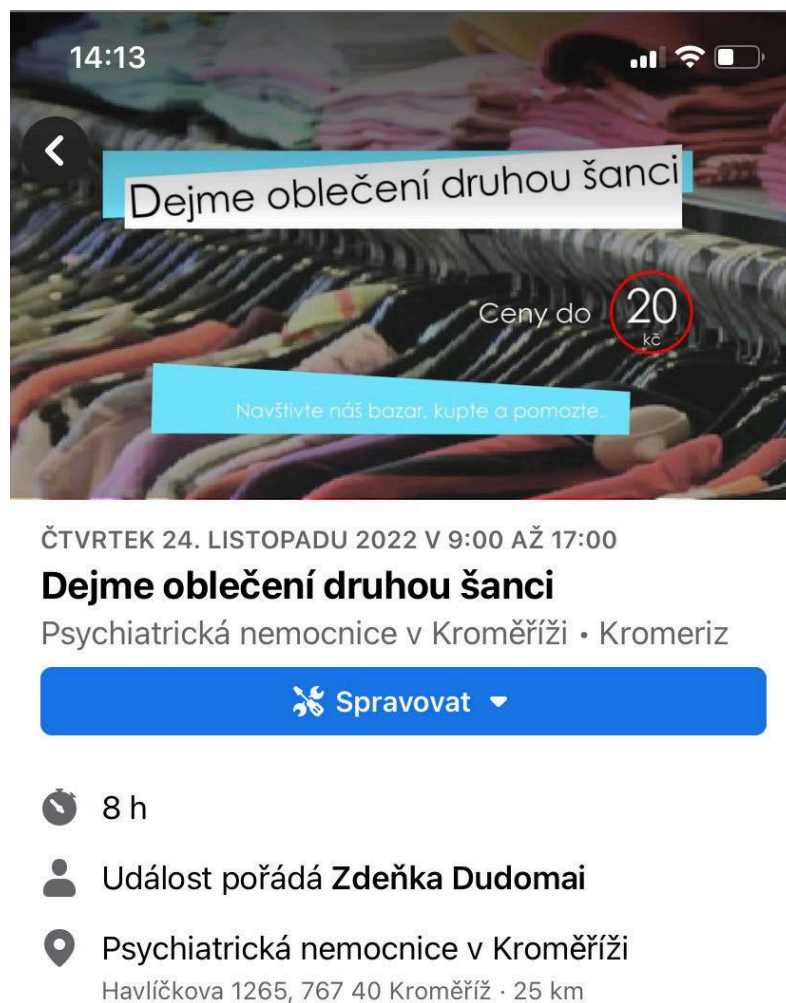 14:13
Dejme oblečení druhou šanci
Ceny do 20
kč
Navštivte náš bazar, kupte a pomozte.
ČTVRTEK 24. LISTOPADU 2022 V 9:00 AŽ 17:00
Dejme oblečení druhou šanci
Psychiatrická nemocnice v Kroměříži • Kromeriz
Spravovat
8 h
Událost pořádá Zdeňka Dudomai
Psychiatrická nemocnice v Kroměříži
Havlíčkova 1265, 767 40 Kroměříž · 25 km